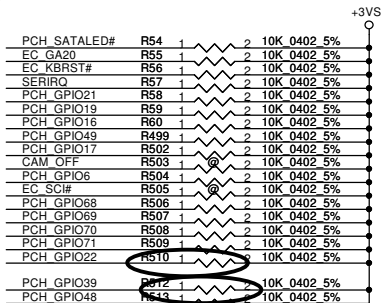 +3VS
PCH_SATALED# R54 1 2 10K_0402_5%
EC_GA20 R55 1 2 10K_0402_5%
EC_KBRST# R56 1 2 10K_0402_5%
SERIRQ R57 1 2 10K_0402_5%
PCH_GPIO21 R58 1 2 10K_0402_5%
PCH_GPIO19 R59 1 2 10K_0402_5%
PCH_GPIO16 R60 1 2 10K_0402_5%
PCH_GPIO49 R499 1 2 10K_0402_5%
PCH_GPIO17 R502 1 2 10K_0402_5%
CAM_OFF R503 1 @ 2 10K_0402_5%
PCH_GPIO6 R504 1 2 10K_0402_5%
EC_SCI# R505 1 @ 2 10K_0402_5%
PCH_GPIO68 R506 1 2 10K_0402_5%
PCH_GPIO69 R507 1 2 10K_0402_5%
PCH_GPIO70 R508 1 2 10K_0402_5%
PCH_GPIO71 R509 1 2 10K_0402_5%
PCH_GPIO22 R510 1 2 10K_0402_5%
PCH_GPIO39 R512 1 2 10K_0402_5%
PCH_GPIO48 R513 1 2 10K_0402_5%